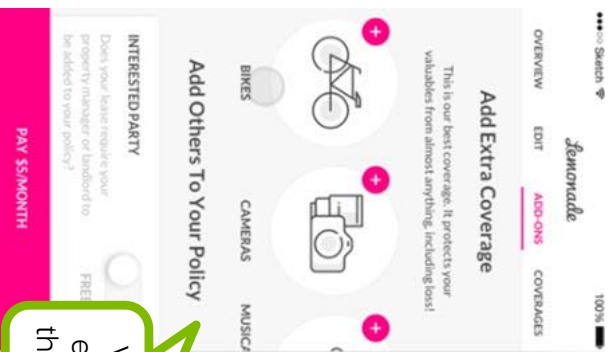 Sketch 100%
Lemonade
OVERVIEW EDIT ADD-ONS COVERAGES
Add Extra Coverage
This is our best coverage. It protects your
valuables from almost anything, including loss!
BIKES CAMERAS MUSICA
Add Others To Your Policy
INTERESTED PARTY
Does your lease require your
property manager or landlord to
be added to your policy?
FREE
PAY $5/MONTH